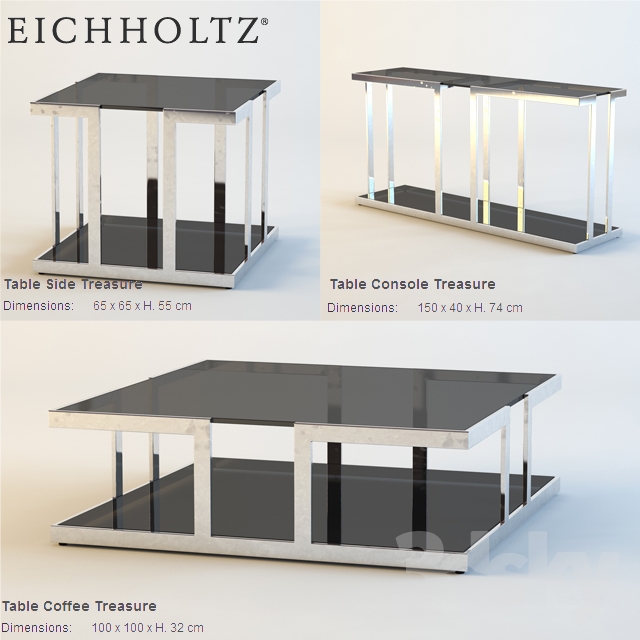 EICHHOLTZ®
Table Side Treasure
Dimensions: 65 x 65 x H. 55 cm
Table Console Treasure
Dimensions: 150 x 40 x H. 74 cm
Table Coffee Treasure
Dimensions: 100 x 100 x H. 32 cm